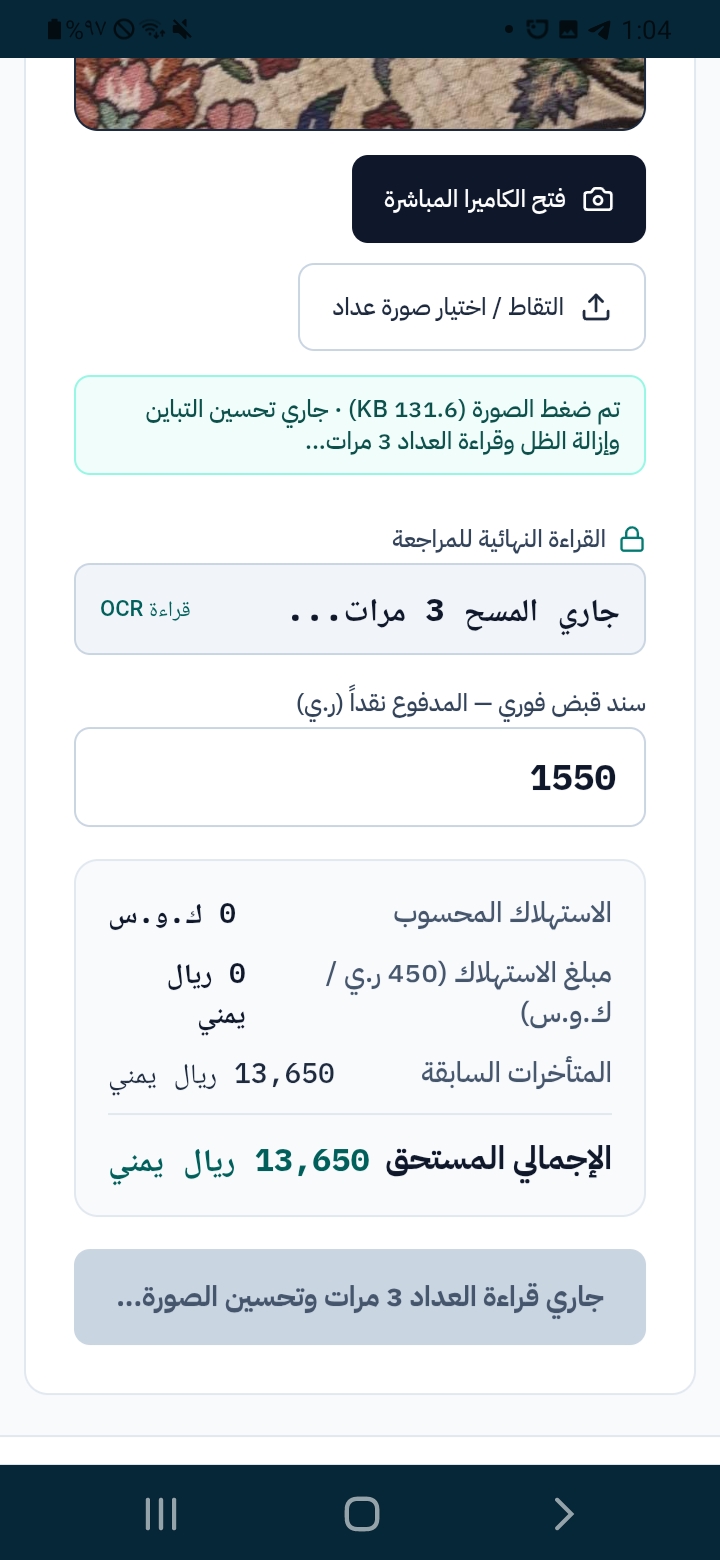 1:04
%٩٧
فتح الكاميرا المباشرة
التقاط / اختيار صورة عداد
تم ضغط الصورة (131.6 KB) · جاري تحسين التباين
وإزالة الظل وقراءة العداد 3 مرات...
القراءة النهائية للمراجعة
جاري المسح 3 مرات...
قراءة OCR
سند قبض فوري — المدفوع نقداً (ر.ي)
1550
الاستهلاك المحسوب
0 ك.و.س
مبلغ الاستهلاك (450 ر.ي /
ك.و.س)
0 ريال
يمني
المتأخرات السابقة
13,650 ريال يمني
الإجمالي المستحق
13,650 ريال يمني
جاري قراءة العداد 3 مرات وتحسين الصورة...